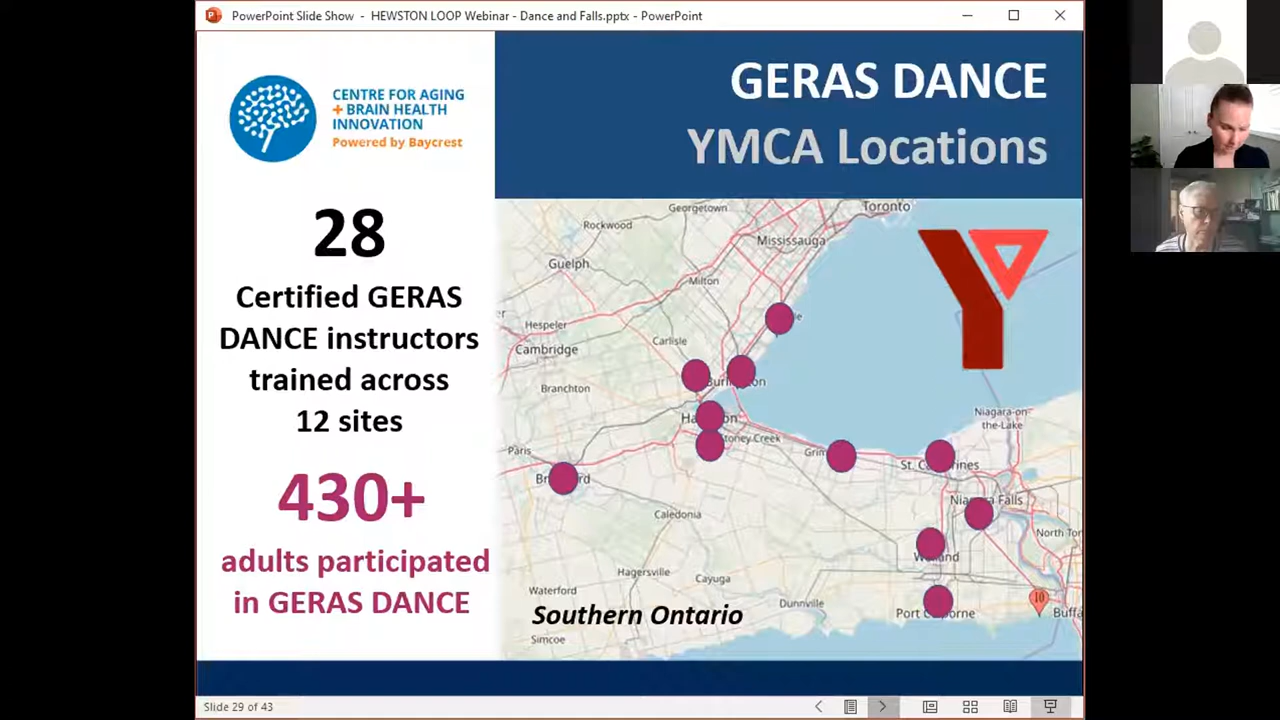 PowerPoint Slide Show - HEWSTON LOOP Webinar - Dance and Falls.pptx - PowerPoint
CENTRE FOR AGING
+ BRAIN HEALTH
INNOVATION
Powered by Baycrest
GERAS DANCE
YMCA Locations
28
Certified GERAS
DANCE instructors
trained across
12 sites
430+
adults participated
in GERAS DANCE
Toronto
Georgetown
Rockwood
Mississauga
Guelph
Milton
Hespeler
Carlisle
Cambridge
Branchton
Niagara-on-
the-Lake
Stoney Creek
Paris
Caledonia
North To
Hagersville
Cayuga
Waterford
Dunnville
10
Southern Ontario
Simcoe
Slide 29 of 43